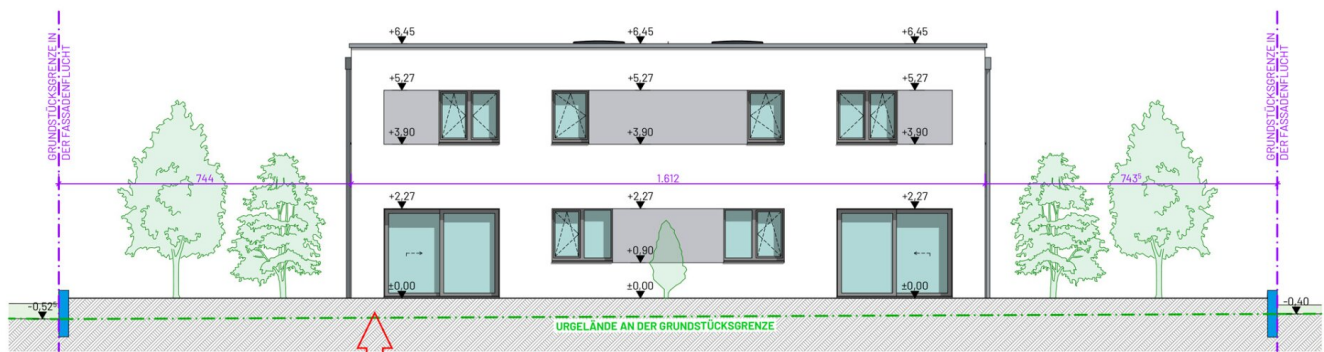 +6,45 +6,45 +6,45
GRUNDSTÜCKSGRENZE IN
DER FASSADENFLUCHT
GRUNDSTÜCKSGRENZE IN
DER FASSADENFLUCHT
+5,27 +5,27 +5,27
+3,90 +3,90 +3,90
744 1.612 743⁵
+2,27 +2,27 +2,27
+0,90
±0,00 ±0,00 ±0,00
-0,52⁵ -0,40
URGELÄNDE AN DER GRUNDSTÜCKSGRENZE